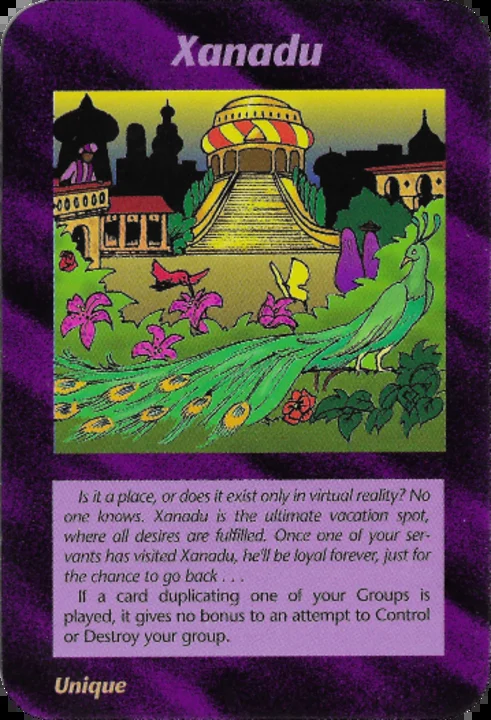 Xanadu
Is it a place, or does it exist only in virtual reality? No
one knows. Xanadu is the ultimate vacation spot,
where all desires are fulfilled. Once one of your ser-
vants has visited Xanadu, he'll be loyal forever, just for
the chance to go back . . .
If a card duplicating one of your Groups is
played, it gives no bonus to an attempt to Control
or Destroy your group.
Unique